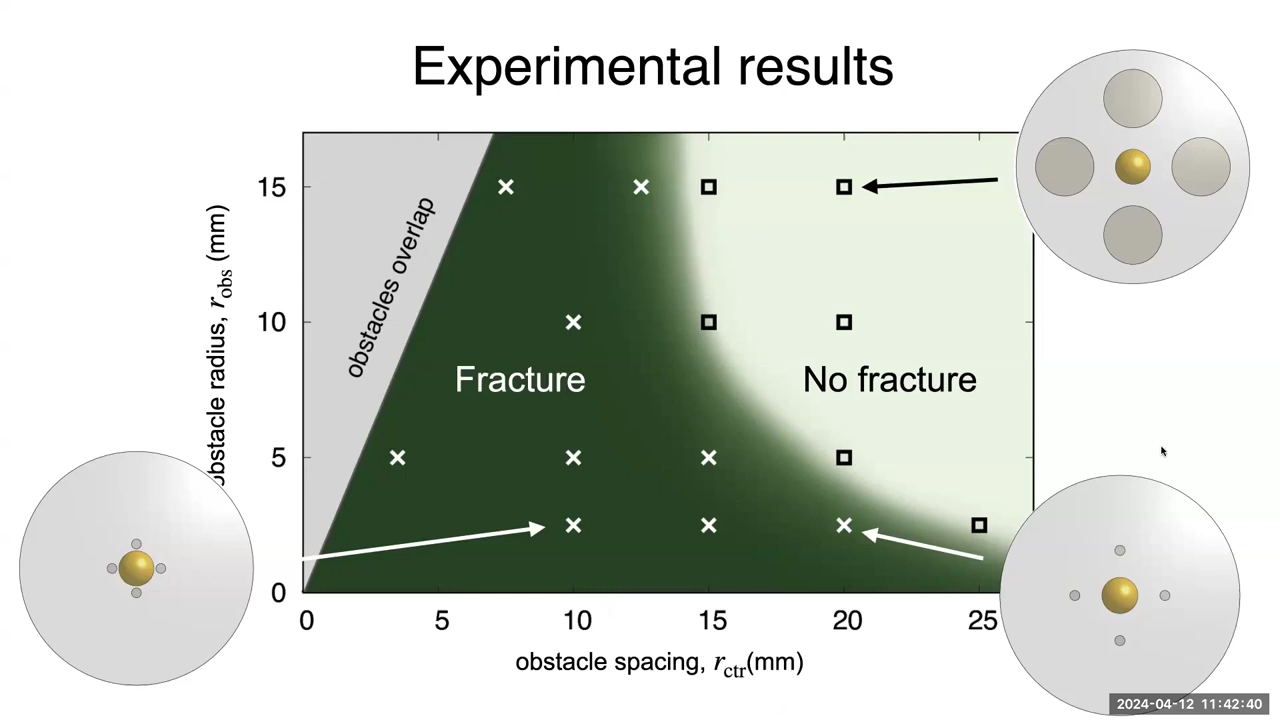 Experimental results
15
10
5
0
obstacle radius, r_obs (mm)
obstacles overlap
Fracture
No fracture
0 5 10 15 20 25
obstacle spacing, r_ctr(mm)
2024-04-12 11:42:40